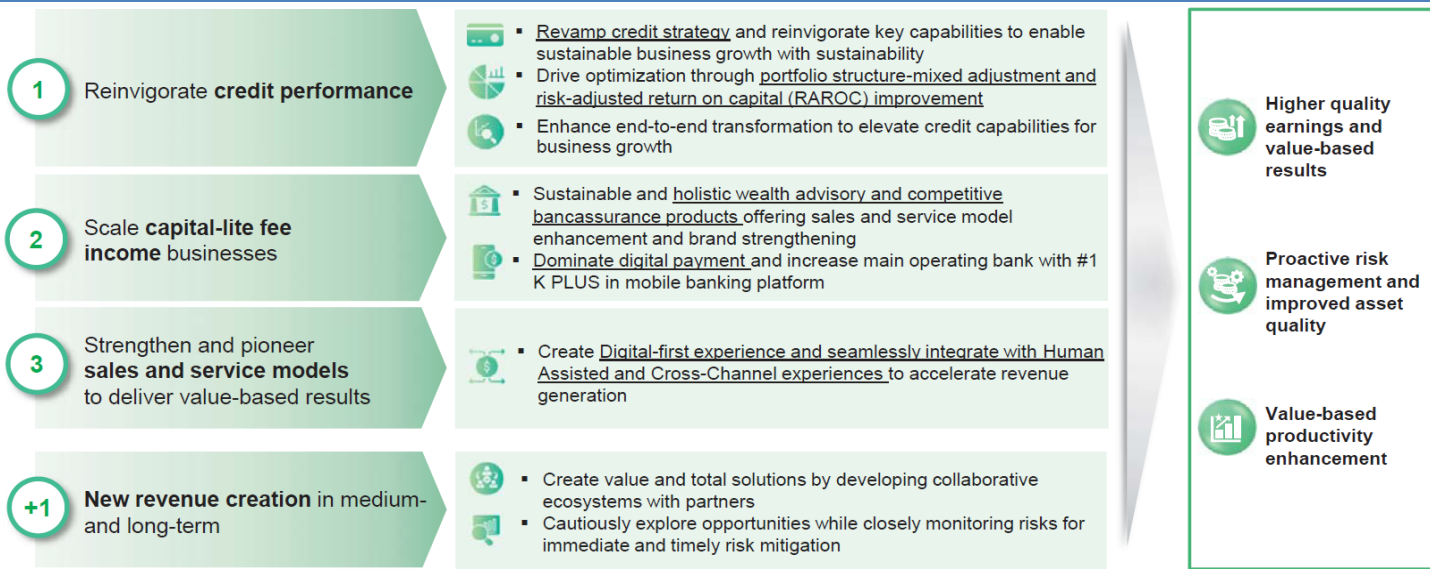 1
Reinvigorate credit performance
▪ Revamp credit strategy and reinvigorate key capabilities to enable
sustainable business growth with sustainability
▪ Drive optimization through portfolio structure-mixed adjustment and
risk-adjusted return on capital (RAROC) improvement
▪ Enhance end-to-end transformation to elevate credit capabilities for
business growth
2
Scale capital-lite fee
income businesses
▪ Sustainable and holistic wealth advisory and competitive
bancassurance products offering sales and service model
enhancement and brand strengthening
▪ Dominate digital payment and increase main operating bank with #1
K PLUS in mobile banking platform
3
Strengthen and pioneer
sales and service models
to deliver value-based results
▪ Create Digital-first experience and seamlessly integrate with Human
Assisted and Cross-Channel experiences to accelerate revenue
generation
+1
New revenue creation in medium-
and long-term
▪ Create value and total solutions by developing collaborative
ecosystems with partners
▪ Cautiously explore opportunities while closely monitoring risks for
immediate and timely risk mitigation
Higher quality
earnings and
value-based
results
Proactive risk
management and
improved asset
quality
Value-based
productivity
enhancement